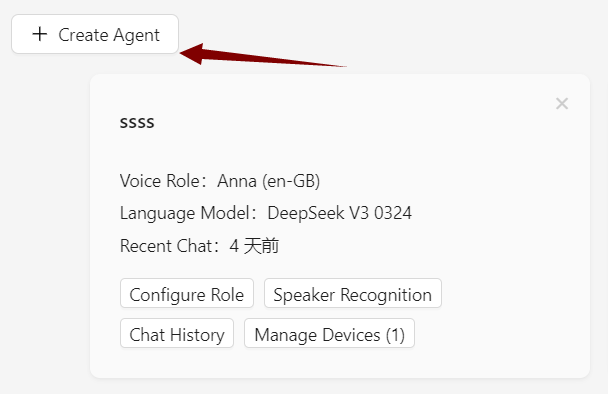 + Create Agent
ssss
Voice Role：Anna (en-GB)
Language Model：DeepSeek V3 0324
Recent Chat：4 天前
Configure Role Speaker Recognition
Chat History Manage Devices (1)